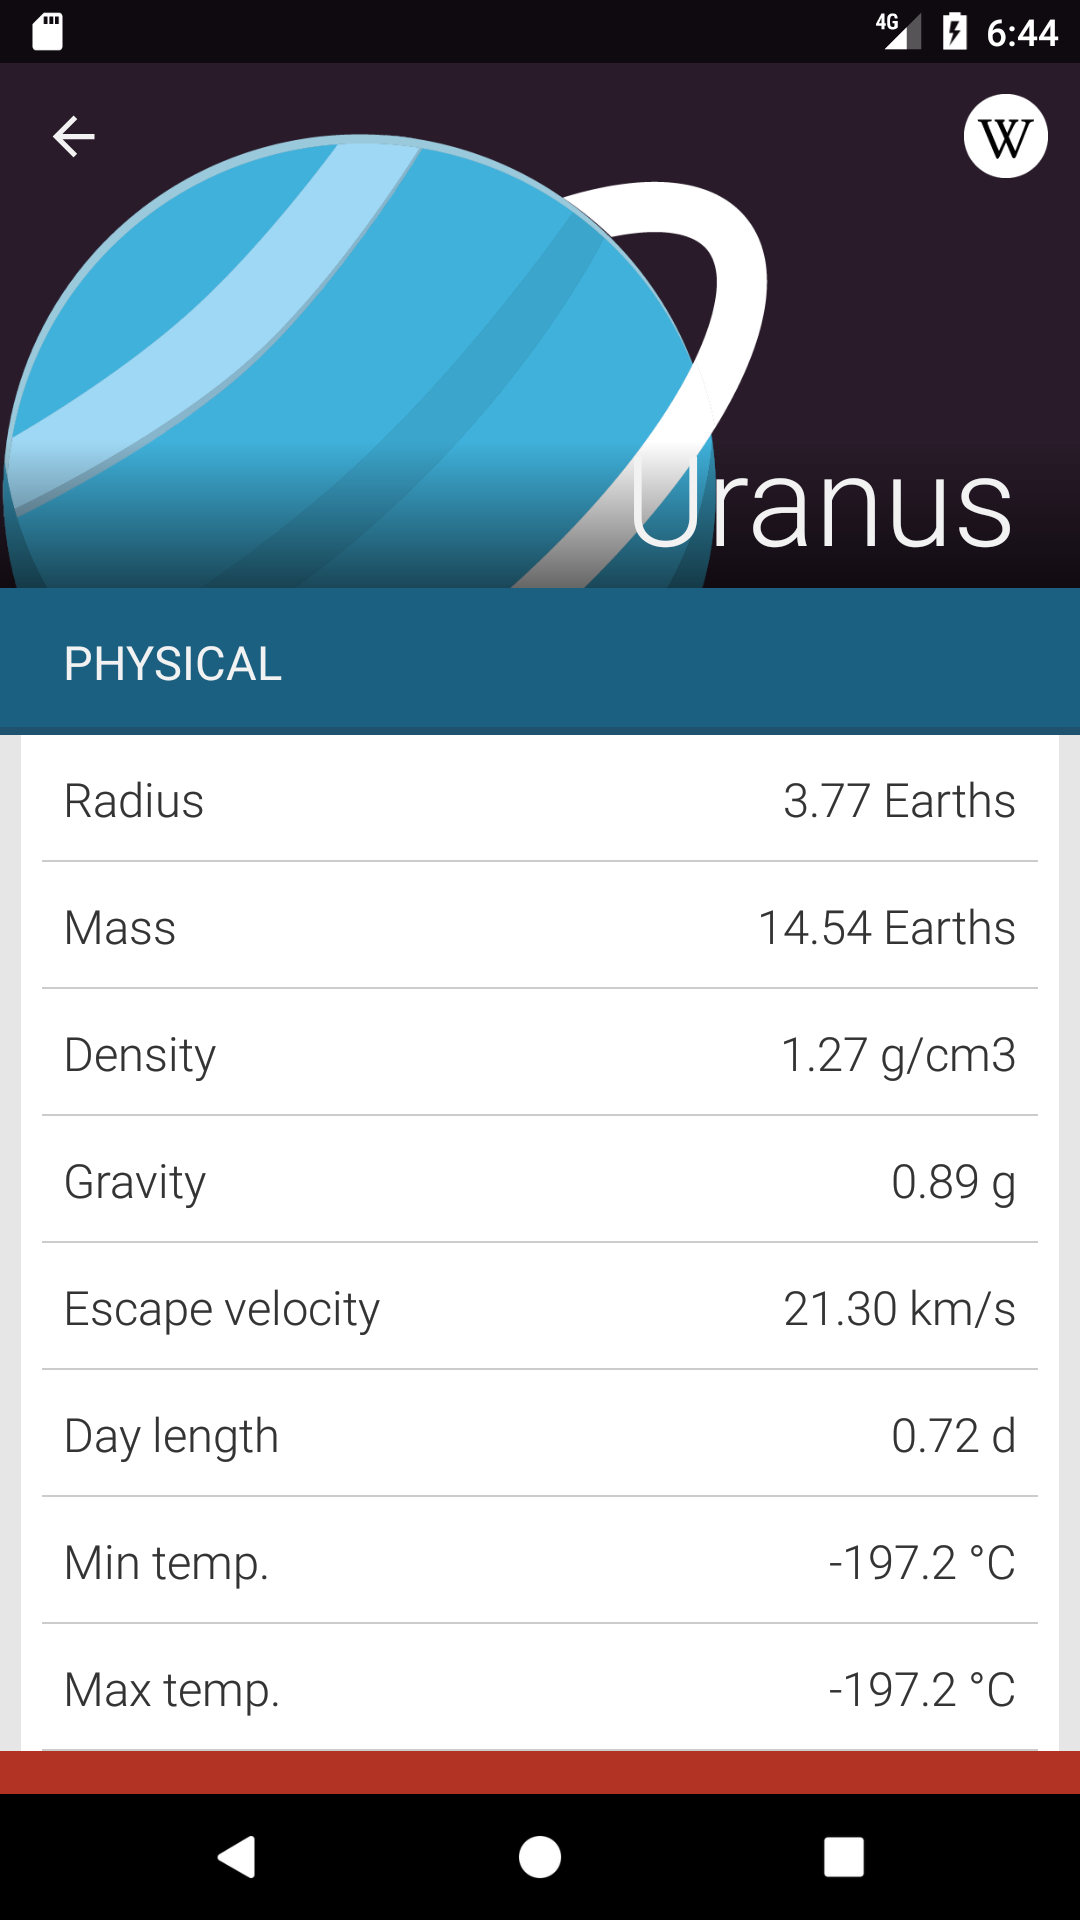 4G 6:44
W
Uranus
PHYSICAL
Radius 3.77 Earths
Mass 14.54 Earths
Density 1.27 g/cm3
Gravity 0.89 g
Escape velocity 21.30 km/s
Day length 0.72 d
Min temp. -197.2 °C
Max temp. -197.2 °C